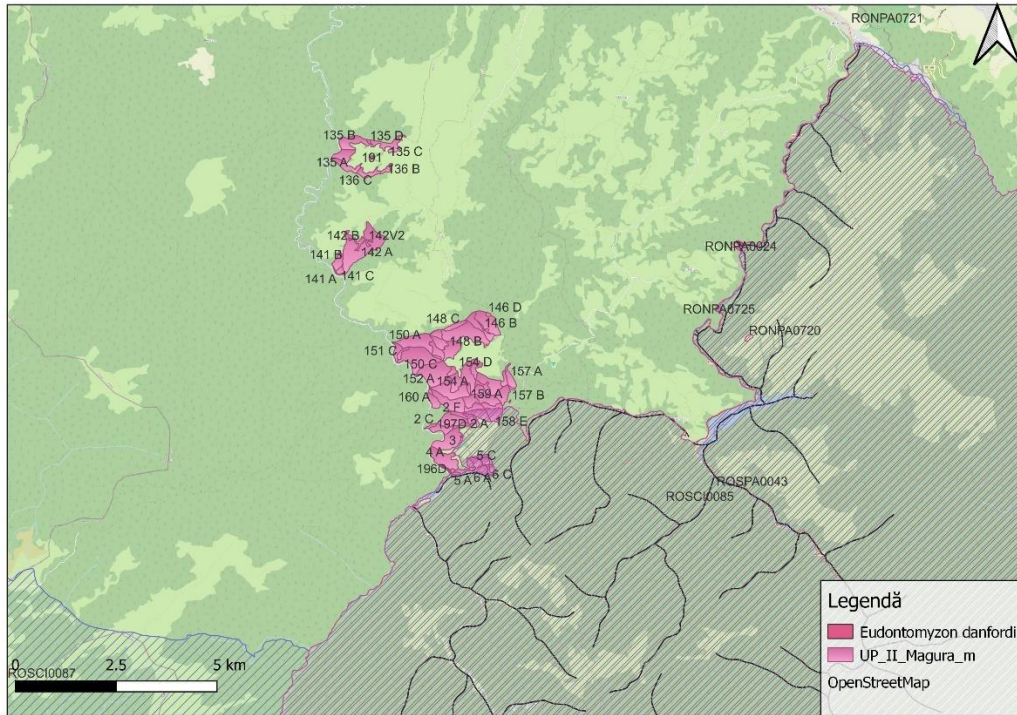 RONPA0721
135 B
135 D
135 C
191
135 A
136 B
136 C
142 B
142V2
RONPA0024
141 B
142 A
141 A
141 C
146 D
RONPA0725
148 C
146 B
RONPA0720
150 A
148 B
151 C
150 C
154 D
152 A
154 A
157 A
160 A
159 A
157 B
2 F
2 C
197D
2 A
158 E
3
4 A
5 C
196D
5 A
6 A
6 C
ROSPA0043
ROSCI0085
Legendă
Eudontomyzon danfordi
UP_II_Magura_m
OpenStreetMap
0
2.5
5 km
ROSCI0087